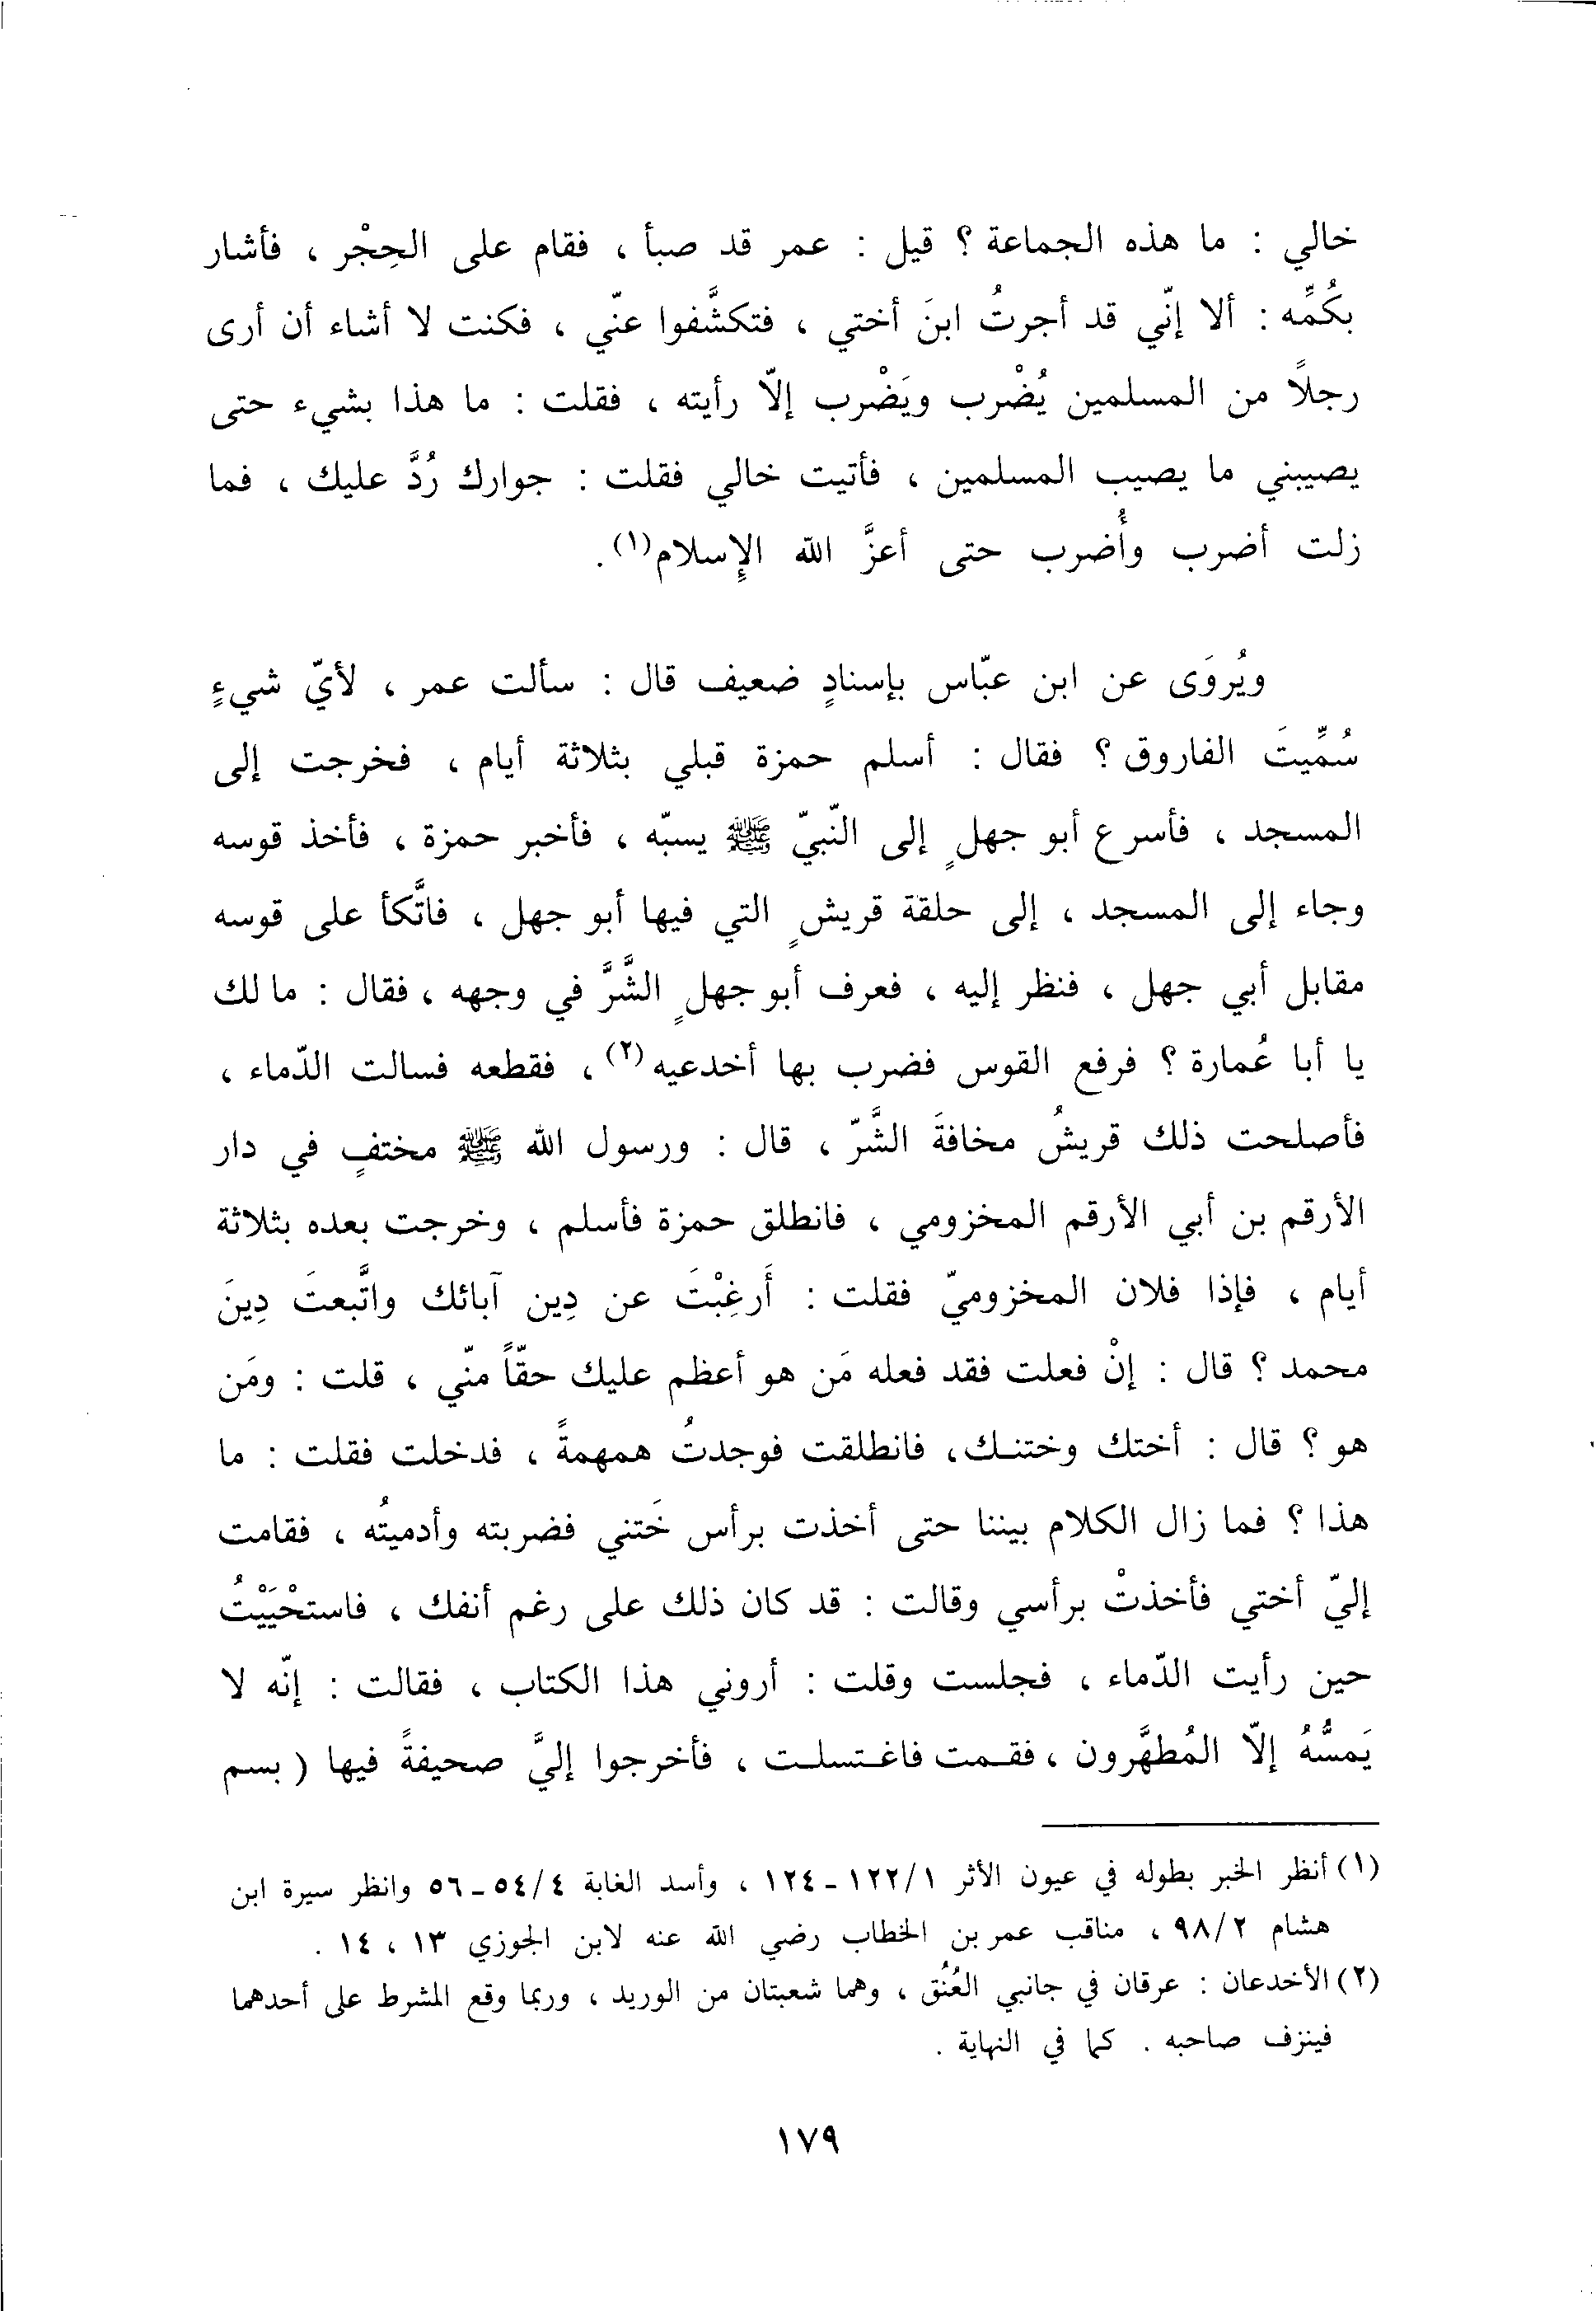 خالي : ما هذه الجماعة ؟ قيل : عمر قد صبأ ، فقام على الحِجْر ، فأشار
بكُمِّه : ألا إنّي قد أجرتُ ابنَ أختي ، فتكشَّفوا عنّي ، فكنت لا أشاء أن أرى
رجلاً من المسلمين يُضْرب ويَضْرب إلّا رأيته ، فقلت : ما هذا بشيء حتى
يصيبني ما يصيب المسلمين ، فأتيت خالي فقلت : جوارك رُدَّ عليك ، فما
زلت أضرب وأُضرب حتى أعزَّ الله الإِسلام(١) .
ويُروَى عن ابن عبّاس بإسنادٍ ضعيف قال : سألت عمر ، لأيّ شيءٍ
سُمِّيتَ الفاروق ؟ فقال : أسلم حمزة قبلي بثلاثة أيام ، فخرجت إلى
المسجد ، فأسرع أبو جهلٍ إلى النّبيّ ﷺ يسبّه ، فأخبر حمزة ، فأخذ قوسه
وجاء إلى المسجد ، إلى حلقة قريشٍ التي فيها أبو جهل ، فاتَّكأ على قوسه
مقابل أبي جهل ، فنظر إليه ، فعرف أبو جهلٍ الشَّرَّ في وجهه ، فقال : ما لك
يا أبا عُمارة ؟ فرفع القوس فضرب بها أخدعيه(٢) ، فقطعه فسالت الدّماء ،
فأصلحت ذلك قريشُ مخافةَ الشَّرّ ، قال : ورسول الله ﷺ مختفٍ في دار
الأرقم بن أبي الأرقم المخزومي ، فانطلق حمزة فأسلم ، وخرجت بعده بثلاثة
أيام ، فإذا فلان المخزوميّ فقلت : أَرغِبْتَ عن دِين آبائك واتَّبعتَ دِينَ
محمد ؟ قال : إنْ فعلت فقد فعله مَن هو أعظم عليك حقّاً منّي ، قلت : ومَن
هو ؟ قال : أختك وختنـك، فانطلقت فوجدتُ همهمةً ، فدخلت فقلت : ما
هذا ؟ فما زال الكلام بيننا حتى أخذت برأس خَتني فضربته وأدميتُه ، فقامت
إليّ أختي فأخذتْ برأسي وقالت : قد كان ذلك على رغم أنفك ، فاستحْيَيْتُ
حين رأيت الدّماء ، فجلست وقلت : أروني هذا الكتاب ، فقالت : إنّه لا
يَمسُّهُ إلّا المُطهَّرون ، فقـمت فاغـتسلـت ، فأخرجوا إليَّ صحيفةً فيها ( بسم
(١) أنظر الخبر بطوله في عيون الأثر ١/١٢٢ - ١٢٤ ، وأسد الغابة ٤/٥٤ - ٥٦ وانظر سيرة ابن
هشام ٢/٩٨ ، مناقب عمر بن الخطاب رضي الله عنه لابن الجوزي ١٣ ، ١٤ .
(٢) الأخدعان : عرقان في جانبي العُنُق ، وهما شعبتان من الوريد ، وربما وقع المشرط على أحدهما
فينزف صاحبه . كما في النهاية .
١٧٩